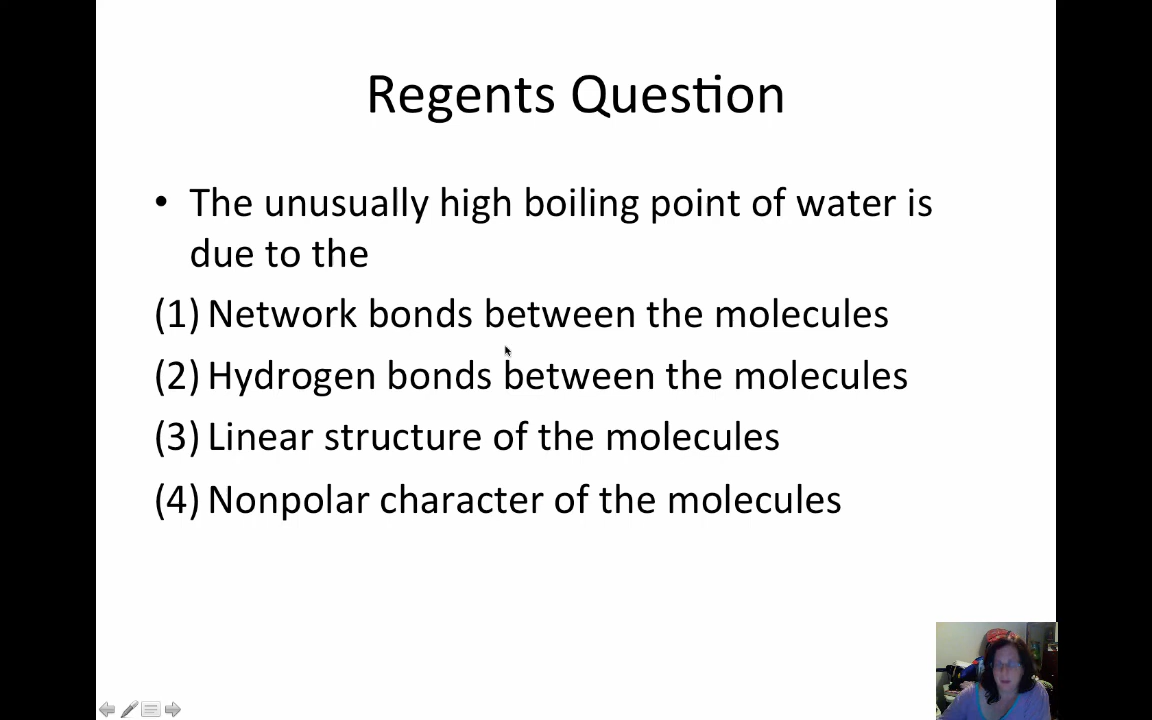 Regents Question
• The unusually high boiling point of water is
due to the
(1) Network bonds between the molecules
(2) Hydrogen bonds between the molecules
(3) Linear structure of the molecules
(4) Nonpolar character of the molecules